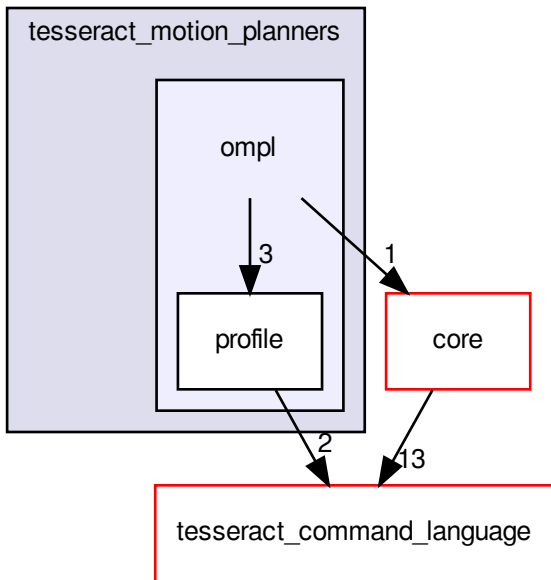 tesseract_motion_planners
ompl
3
1
profile
core
2
13
tesseract_command_language